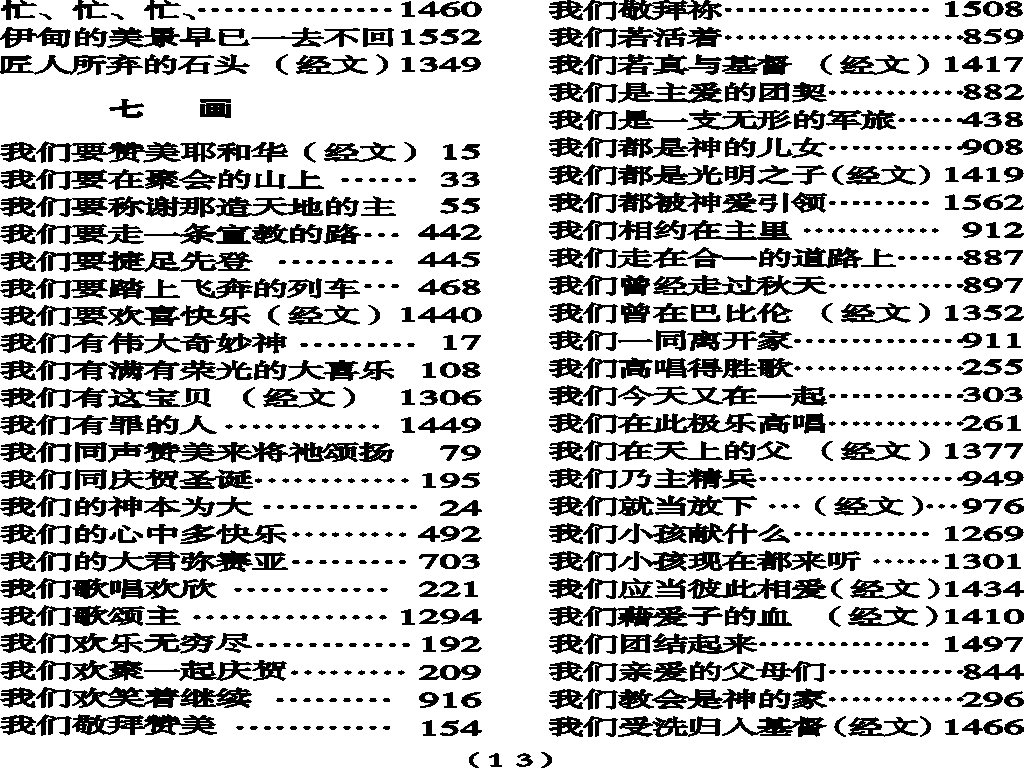 忙、忙、忙、……………1460
伊甸的美景早已一去不回1552
匠人所弃的石头（经文）1349
七　画
我们要赞美耶和华（经文）15
我们要在聚会的山上 …… 33
我们要称谢那造天地的主 55
我们要走一条宣教的路… 442
我们要捷足先登 ……… 445
我们要踏上飞奔的列车… 468
我们要欢喜快乐（经文）1440
我们有伟大奇妙神 ……… 17
我们有满有荣光的大喜乐 108
我们有这宝贝（经文） 1306
我们有罪的人………… 1449
我们同声赞美来将祂颂扬 79
我们同庆贺圣诞………… 195
我们的神本为大………… 24
我们的心中多快乐……… 492
我们的大君弥赛亚……… 703
我们歌唱欢欣 ………… 221
我们歌颂主 …………… 1294
我们欢乐无穷尽………… 192
我们欢聚一起庆贺……… 209
我们欢笑着继续 ……… 916
我们敬拜赞美 ………… 154
我们敬拜祢……………… 1508
我们若活着…………………859
我们若真与基督（经文）1417
我们是主爱的团契…………882
我们是一支无形的军旅……438
我们都是神的儿女…………908
我们都是光明之子（经文）1419
我们都被神爱引领……… 1562
我们相约在主里 ………… 912
我们走在合一的道路上……887
我们曾经走过秋天…………897
我们曾在巴比伦（经文）1352
我们一同离开家……………911
我们高唱得胜歌……………255
我们今天又在一起…………303
我们在此极乐高唱…………261
我们在天上的父（经文）1377
我们乃主精兵………………949
我们就当放下 …（经文）…976
我们小孩献什么………… 1269
我们小孩现在都来听 ……1301
我们应当彼此相爱（经文）1434
我们藉爱子的血（经文）1410
我们团结起来…………… 1497
我们亲爱的父母们…………844
我们教会是神的家…………296
我们受洗归入基督（经文）1466
（13）